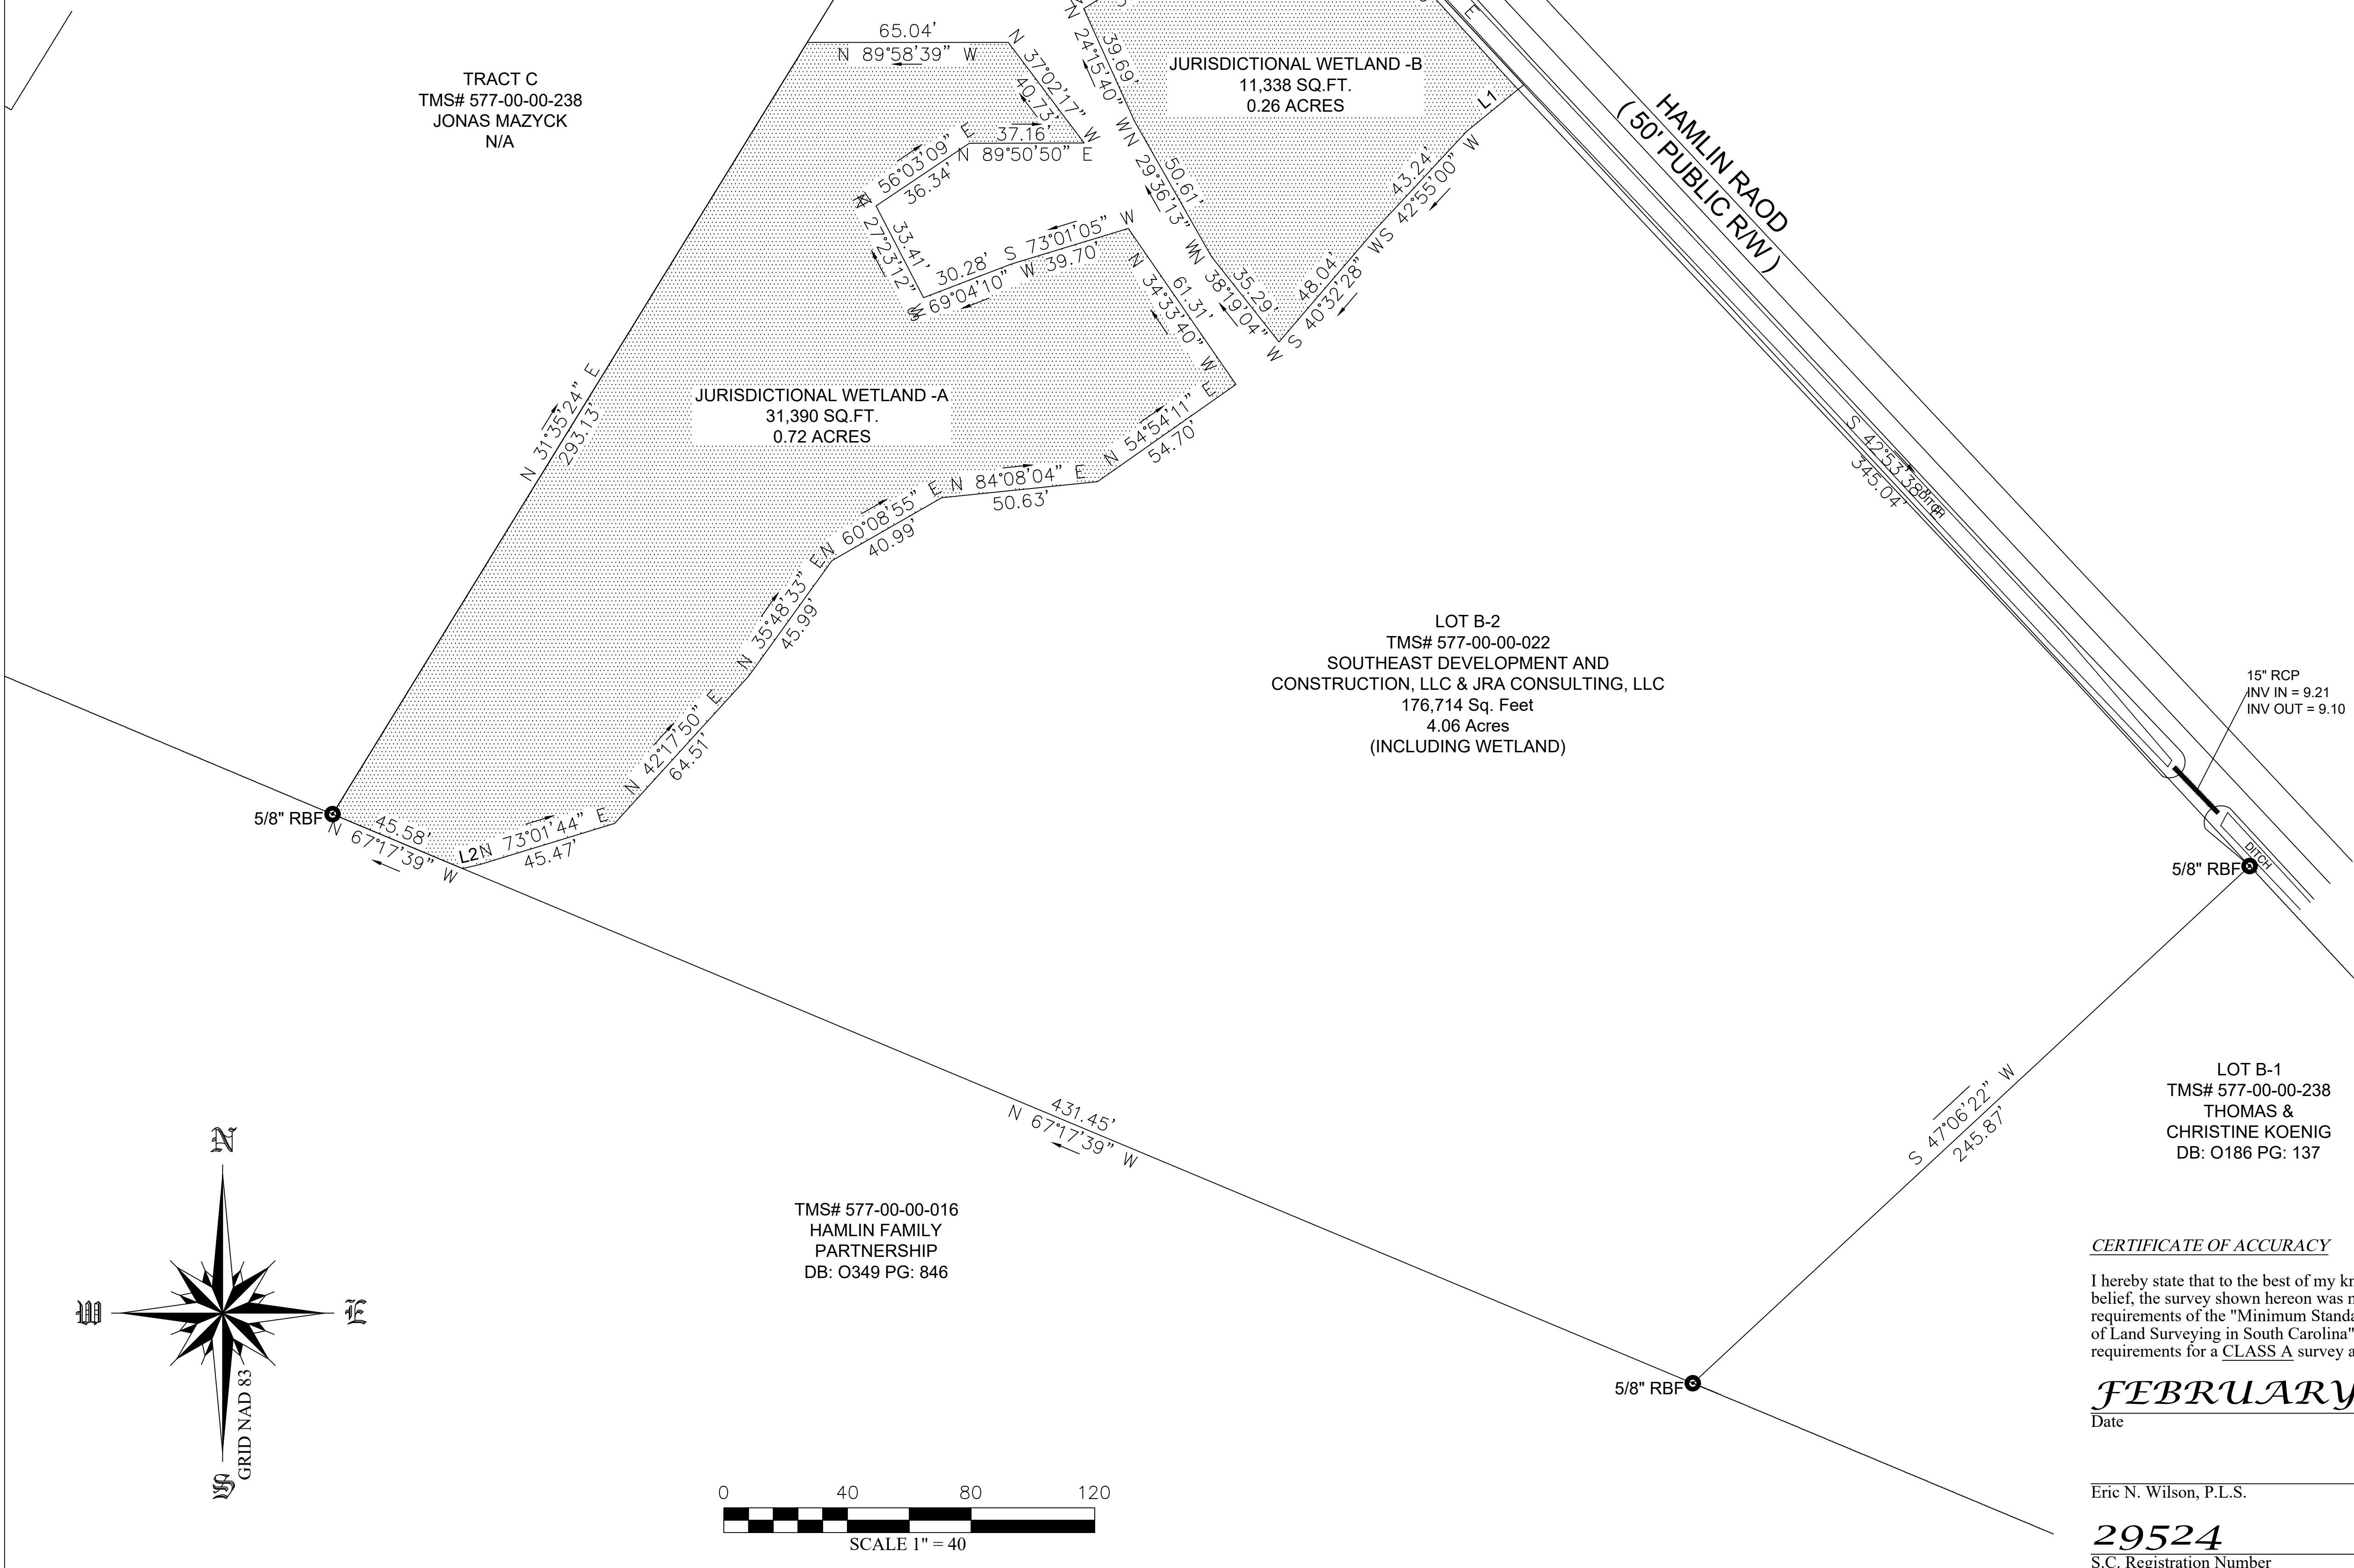 TRACT C
TMS# 577-00-00-238
JONAS MAZYCK
N/A
65.04'
N 89°58'39" W
N 37°02'17" W
40.73'
37.16'
N 89°50'50" E
56°03'09" E
36.34'
27°23'12"
33.41'
30.28'
69°04'10" W
S 73°01'05" W
39.70'
N 34°33'40" W
61.31'
N 24°15'40" W
39.69'
N 29°36'13" W
50.61'
N 38°19'04" W
35.29'
JURISDICTIONAL WETLAND -B
11,338 SQ.FT.
0.26 ACRES
L1
43.24'
S 42°55'00" W
48.04'
S 40°32'28" W
E
HAMLIN RAOD
( 50' PUBLIC R/W )
S 42°53'38" E
345.04'
DITCH
N 31°35'24" E
293.13'
JURISDICTIONAL WETLAND -A
31,390 SQ.FT.
0.72 ACRES
N 54°54'11" E
54.70'
N 84°08'04" E
50.63'
N 60°08'55" E
40.99'
N 35°48'33" E
45.99'
N 42°17'50" E
64.51'
N 73°01'44" E
45.47'
L2
45.58'
N 67°17'39" W
5/8" RBF
LOT B-2
TMS# 577-00-00-022
SOUTHEAST DEVELOPMENT AND
CONSTRUCTION, LLC & JRA CONSULTING, LLC
176,714 Sq. Feet
4.06 Acres
(INCLUDING WETLAND)
15" RCP
INV IN = 9.21
INV OUT = 9.10
DITCH
5/8" RBF
431.45'
N 67°17'39" W
S 47°06'22" W
245.87'
LOT B-1
TMS# 577-00-00-238
THOMAS &
CHRISTINE KOENIG
DB: O186 PG: 137
TMS# 577-00-00-016
HAMLIN FAMILY
PARTNERSHIP
DB: O349 PG: 846
5/8" RBF
N
W
E
S
GRID NAD 83
0 40 80 120
SCALE 1" = 40
CERTIFICATE OF ACCURACY
I hereby state that to the best of my kn
belief, the survey shown hereon was m
requirements of the "Minimum Standa
of Land Surveying in South Carolina"
requirements for a CLASS A survey a
FEBRUARY
Date
Eric N. Wilson, P.L.S.
29524
S.C. Registration Number